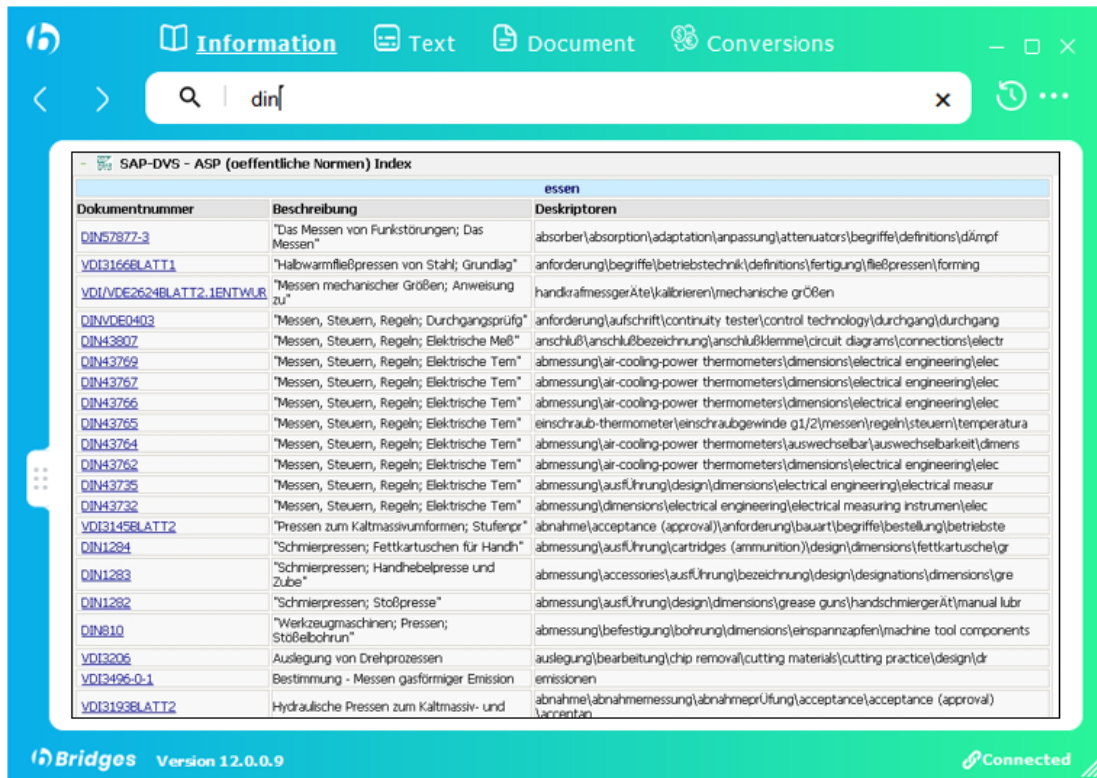 Information Text Document Conversions
din
SAP-DVS - ASP (oeffentliche Normen) Index
essen
Dokumentnummer Beschreibung Deskriptoren
DIN57877-3 "Das Messen von Funkstörungen; Das Messen" absorber\absorption\adaptation\anpassung\attenuators\begriffe\definitions\dÄmpf
VDI3166BLATT1 "Halbwarmfließpressen von Stahl; Grundlag" anforderung\begriffe\betriebstechnik\definitions\fertigung\fließpressen\forming
VDI/VDE2624BLATT2.1ENTWUR "Messen mechanischer Größen; Anweisung zu" handkrafmessgerÄte\kalibrieren\mechanische grÖßen
DINVDE0403 "Messen, Steuern, Regeln; Durchgangsprüfg" anforderung\aufschrift\continuity tester\control technology\durchgang\durchgang
DIN43807 "Messen, Steuern, Regeln; Elektrische Meß" anschluß\anschlußbezeichnung\anschlußklemme\circuit diagrams\connections\electr
DIN43769 "Messen, Steuern, Regeln; Elektrische Tem" abmessung\air-cooling-power thermometers\dimensions\electrical engineering\elec
DIN43767 "Messen, Steuern, Regeln; Elektrische Tem" abmessung\air-cooling-power thermometers\dimensions\electrical engineering\elec
DIN43766 "Messen, Steuern, Regeln; Elektrische Tem" abmessung\air-cooling-power thermometers\dimensions\electrical engineering\elec
DIN43765 "Messen, Steuern, Regeln; Elektrische Tem" einschraub-thermometer\einschraubgewinde g1/2\messen\regeln\steuern\temperatura
DIN43764 "Messen, Steuern, Regeln; Elektrische Tem" abmessung\air-cooling-power thermometers\auswechselbar\auswechselbarkeit\dimens
DIN43762 "Messen, Steuern, Regeln; Elektrische Tem" abmessung\air-cooling-power thermometers\dimensions\electrical engineering\elec
DIN43735 "Messen, Steuern, Regeln; Elektrische Tem" abmessung\ausfÜhrung\design\dimensions\electrical engineering\electrical measur
DIN43732 "Messen, Steuern, Regeln; Elektrische Tem" abmessung\dimensions\electrical engineering\electrical measuring instrumen\elec
VDI3145BLATT2 "Pressen zum Kaltmassivumformen; Stufenpr" abnahme\acceptance (approval)\anforderung\bauart\begriffe\bestellung\betriebste
DIN1284 "Schmierpressen; Fettkartuschen für Handh" abmessung\ausfÜhrung\cartridges (ammunition)\design\dimensions\fettkartusche\gr
DIN1283 "Schmierpressen; Handhebelpresse und Zube" abmessung\accessories\ausfÜhrung\bezeichnung\design\designations\dimensions\gre
DIN1282 "Schmierpressen; Stoßpresse" abmessung\ausfÜhrung\design\dimensions\grease guns\handschmiergerÄt\manual lubr
DIN810 "Werkzeugmaschinen; Pressen; Stößelbohrun" abmessung\befestigung\bohrung\dimensions\einspannzapfen\machine tool components
VDI3206 Auslegung von Drehprozessen auslegung\bearbeitung\chip removal\cutting materials\cutting practice\design\dr
VDI3496-0-1 Bestimmung - Messen gasförmiger Emission emissionen
VDI3193BLATT2 Hydraulische Pressen zum Kaltmassiv- und abnahme\abnahmemessung\abnahmeprÜfung\acceptance\acceptance (approval) \acceptan
Bridges Version 12.0.0.9 Connected